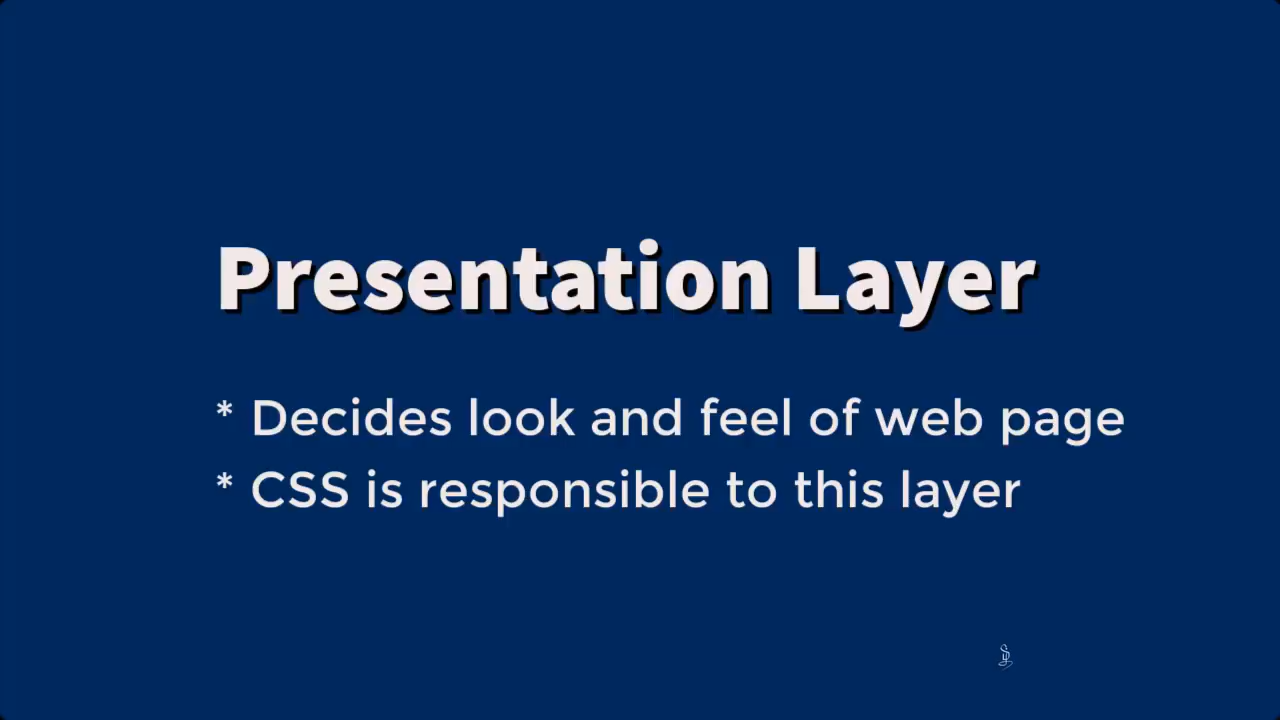 Presentation Layer
* Decides look and feel of web page
* CSS is responsible to this layer